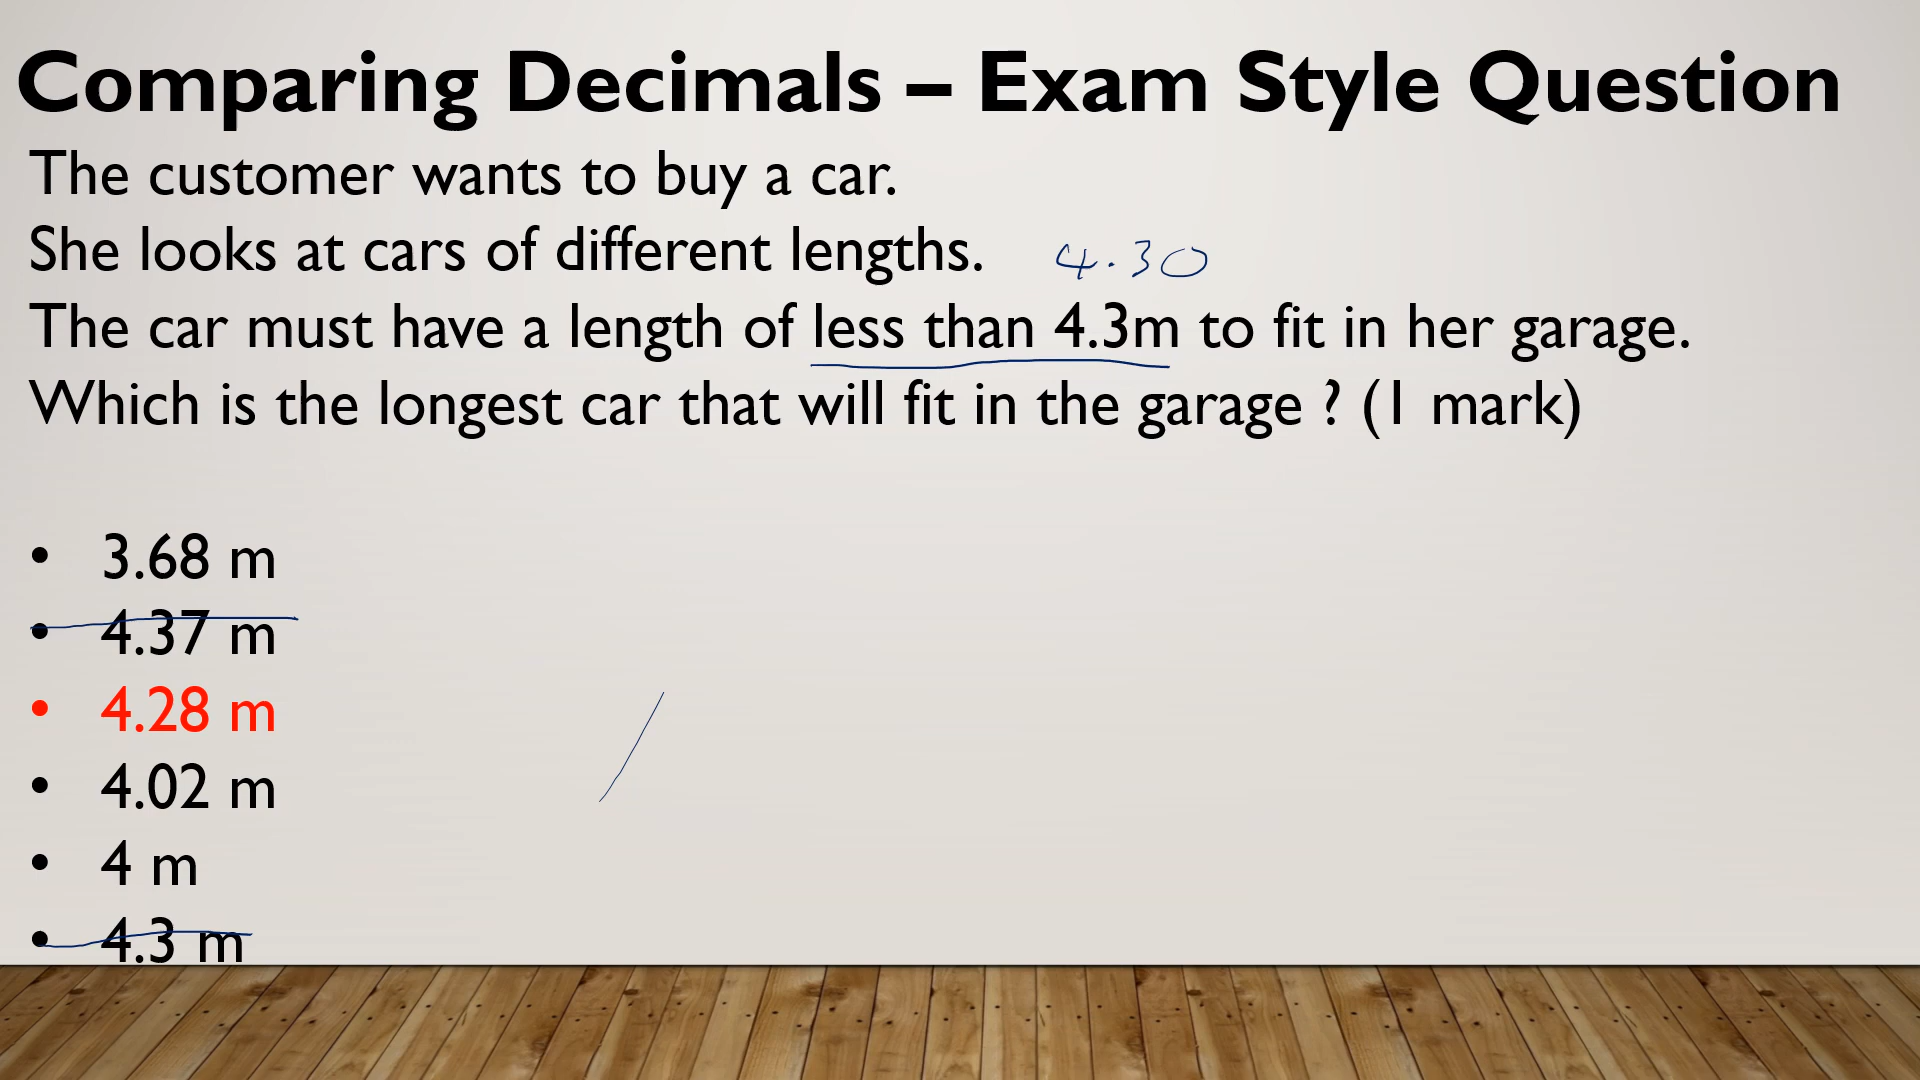 Comparing Decimals – Exam Style Question
The customer wants to buy a car.
She looks at cars of different lengths.
4.30
The car must have a length of less than 4.3m to fit in her garage.
Which is the longest car that will fit in the garage ? (1 mark)
• 3.68 m
• 4.37 m
• 4.28 m
• 4.02 m
• 4 m
• 4.3 m